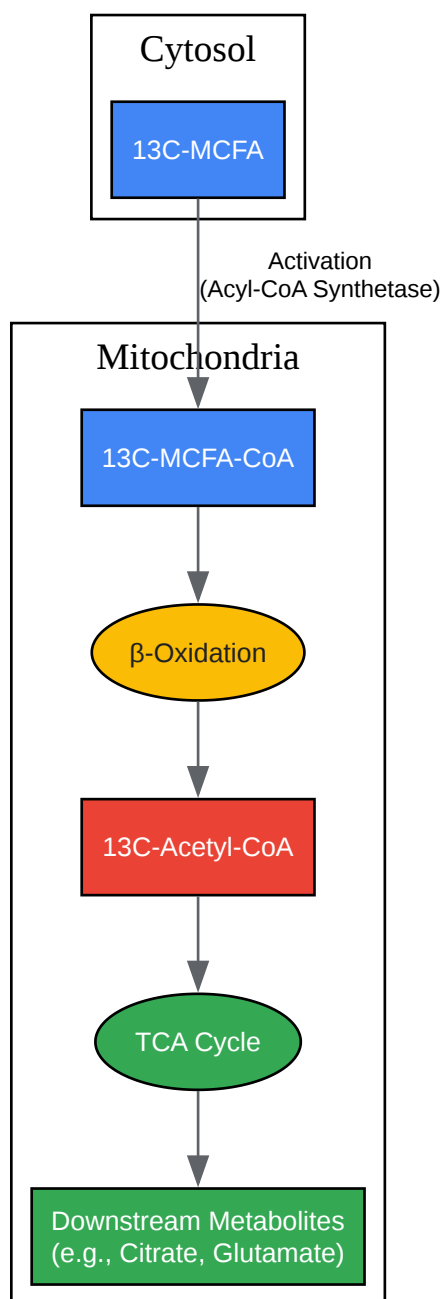 Cytosol
13C-MCFA
Activation
(Acyl-CoA Synthetase)
Mitochondria
13C-MCFA-CoA
β-Oxidation
13C-Acetyl-CoA
TCA Cycle
Downstream Metabolites
(e.g., Citrate, Glutamate)